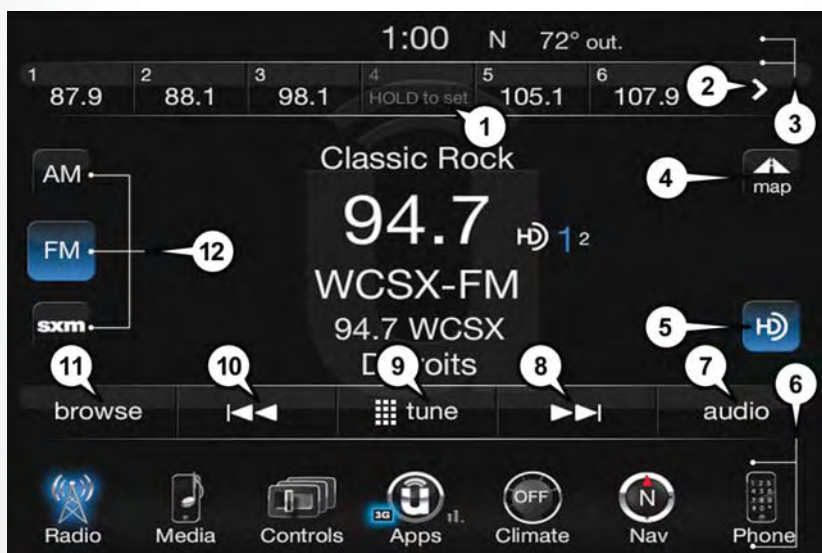 1:00 N 72° out.
1 2 3 4 5 6
87.9 88.1 98.1 HOLD to set 105.1 107.9 2
1 3
Classic Rock
AM 4
map
94.7 HD 1 2
FM 12
WCSX-FM
sxm 94.7 WCSX 5 HD
11 10 9 8 7 6
browse tune audio
OFF N
3G
Radio Media Controls Apps Climate Nav Phone